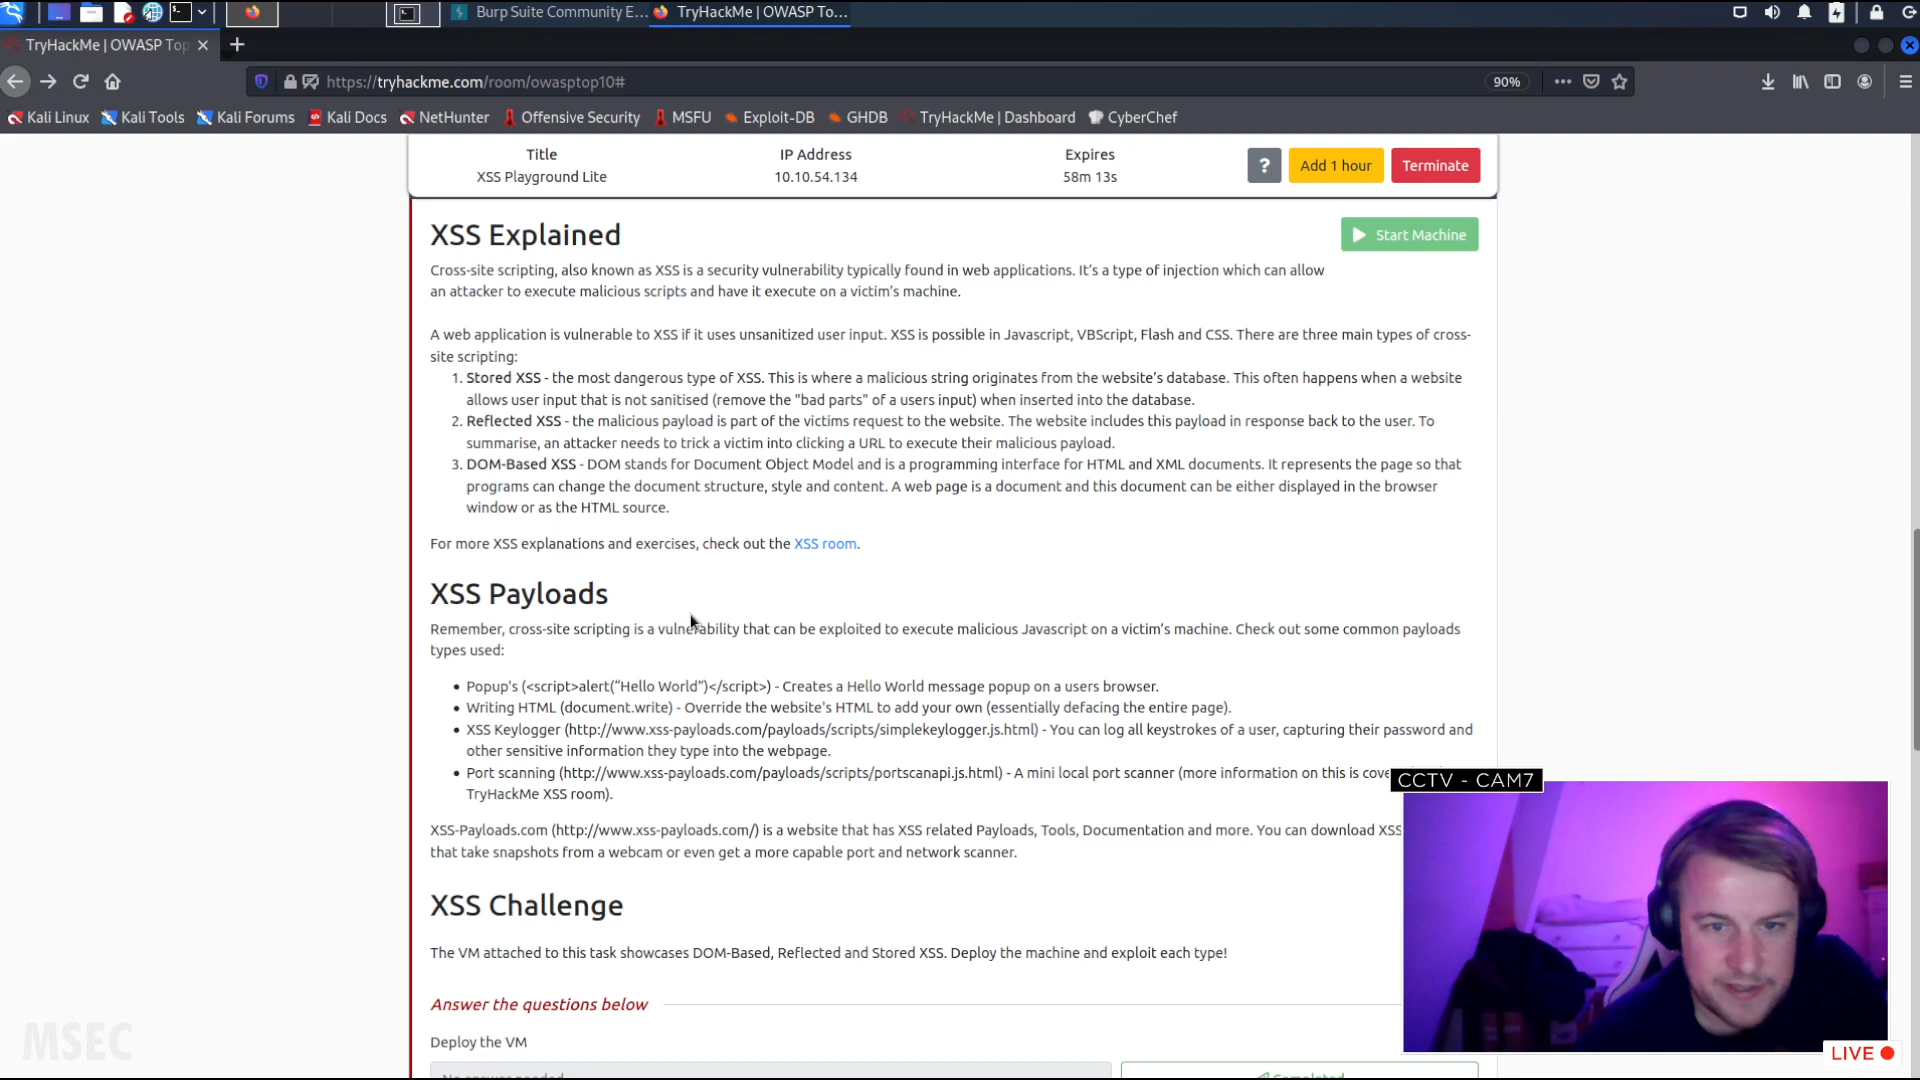 Burp Suite Community E...
TryHackMe | OWASP To...
TryHackMe | OWASP Top
https://tryhackme.com/room/owasptop10#
90%
Kali Linux
Kali Tools
Kali Forums
Kali Docs
NetHunter
Offensive Security
MSFU
Exploit-DB
GHDB
TryHackMe | Dashboard
CyberChef
Title
IP Address
Expires
XSS Playground Lite
10.10.54.134
58m 13s
?
Add 1 hour
Terminate
XSS Explained
Start Machine
Cross-site scripting, also known as XSS is a security vulnerability typically found in web applications. It's a type of injection which can allow
an attacker to execute malicious scripts and have it execute on a victim's machine.
A web application is vulnerable to XSS if it uses unsanitized user input. XSS is possible in Javascript, VBScript, Flash and CSS. There are three main types of cross-
site scripting:
1. Stored XSS - the most dangerous type of XSS. This is where a malicious string originates from the website's database. This often happens when a website
allows user input that is not sanitised (remove the "bad parts" of a users input) when inserted into the database.
2. Reflected XSS - the malicious payload is part of the victims request to the website. The website includes this payload in response back to the user. To
summarise, an attacker needs to trick a victim into clicking a URL to execute their malicious payload.
3. DOM-Based XSS - DOM stands for Document Object Model and is a programming interface for HTML and XML documents. It represents the page so that
programs can change the document structure, style and content. A web page is a document and this document can be either displayed in the browser
window or as the HTML source.
For more XSS explanations and exercises, check out the XSS room.
XSS Payloads
Remember, cross-site scripting is a vulnerability that can be exploited to execute malicious Javascript on a victim's machine. Check out some common payloads
types used:
• Popup's (<script>alert("Hello World")</script>) - Creates a Hello World message popup on a users browser.
• Writing HTML (document.write) - Override the website's HTML to add your own (essentially defacing the entire page).
• XSS Keylogger (http://www.xss-payloads.com/payloads/scripts/simplekeylogger.js.html) - You can log all keystrokes of a user, capturing their password and
other sensitive information they type into the webpage.
• Port scanning (http://www.xss-payloads.com/payloads/scripts/portscanapi.js.html) - A mini local port scanner (more information on this is cove
TryHackMe XSS room).
CCTV - CAM7
XSS-Payloads.com (http://www.xss-payloads.com/) is a website that has XSS related Payloads, Tools, Documentation and more. You can download XSS
that take snapshots from a webcam or even get a more capable port and network scanner.
XSS Challenge
The VM attached to this task showcases DOM-Based, Reflected and Stored XSS. Deploy the machine and exploit each type!
Answer the questions below
MSEC
Deploy the VM
LIVE
No answer needed
Completed